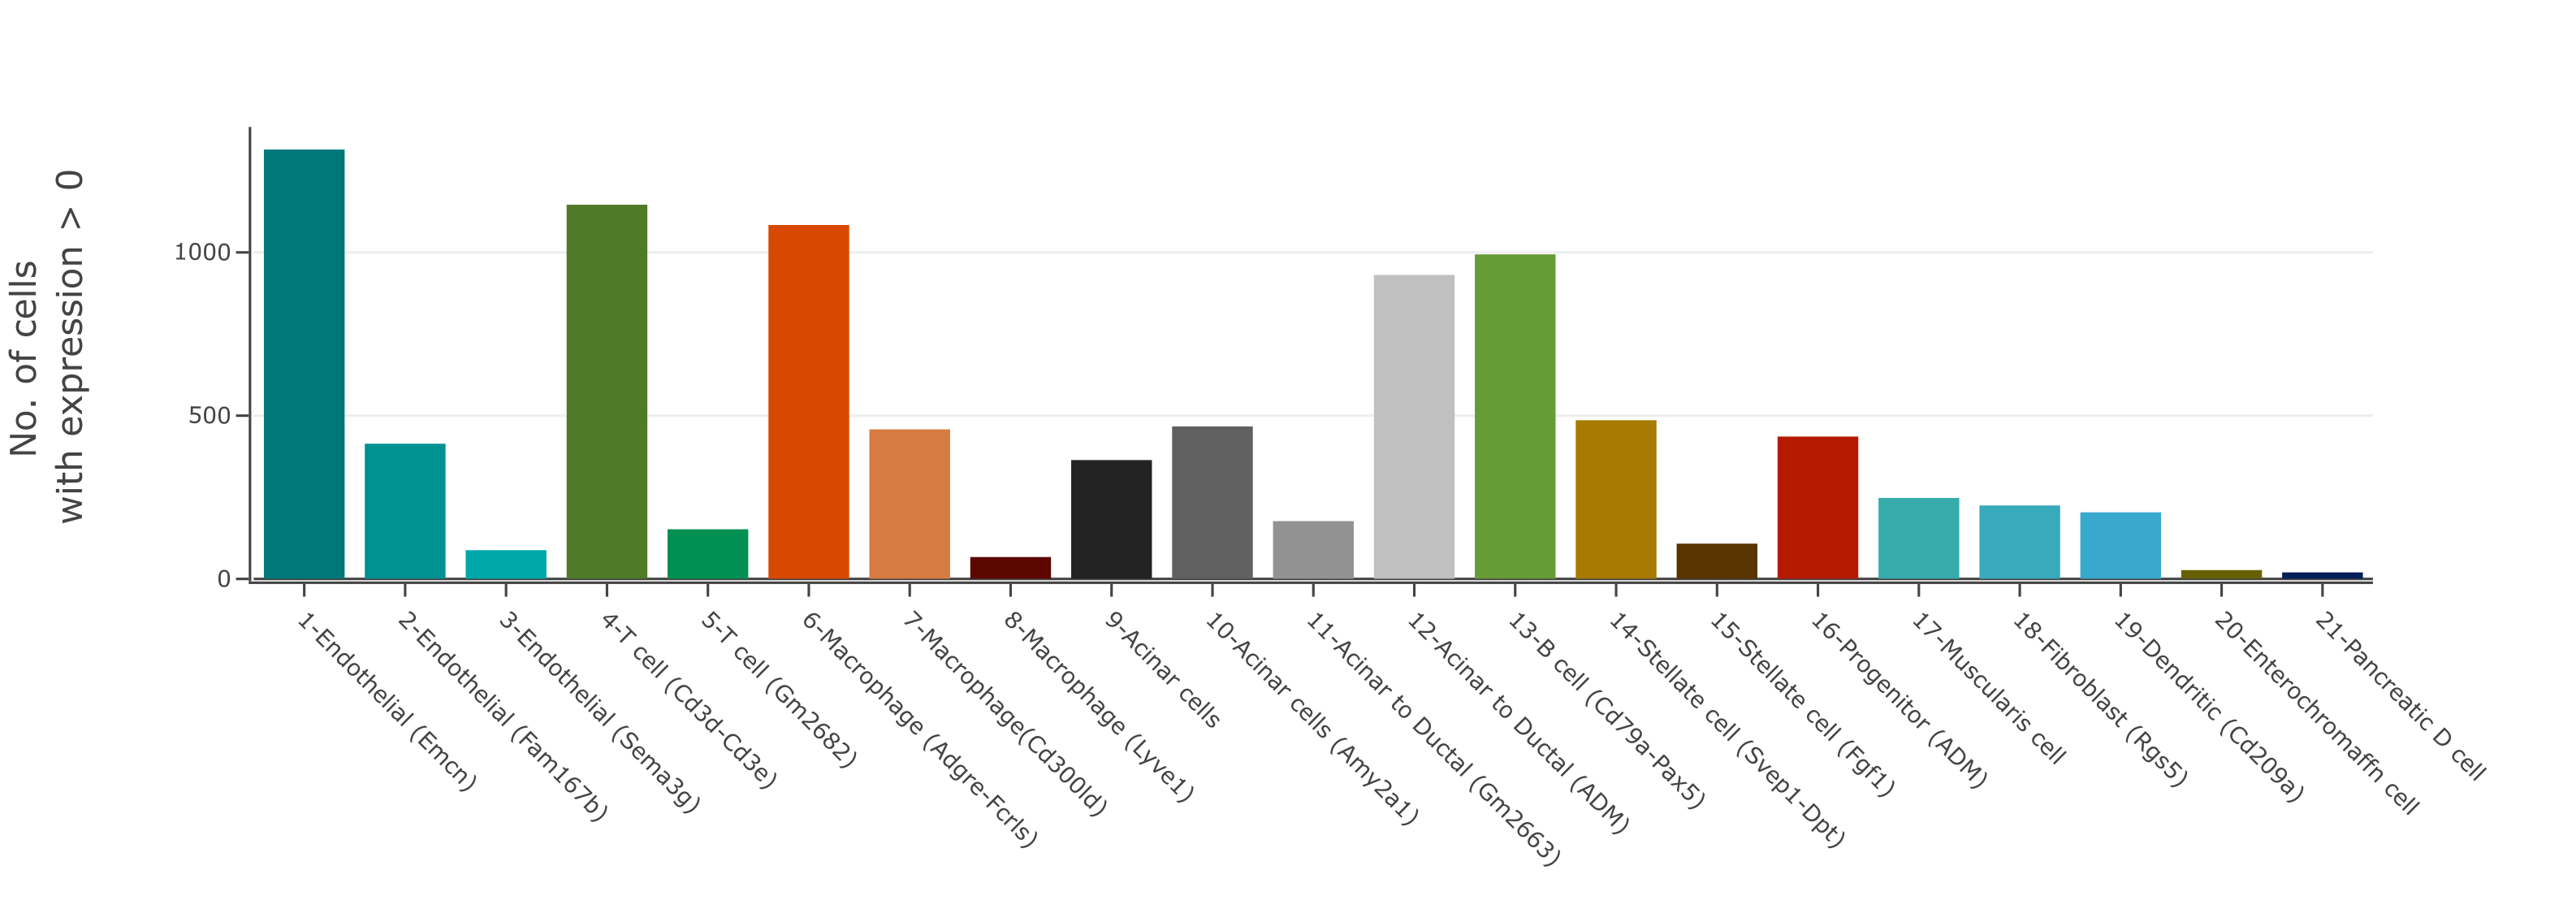 No. of cells
with expression > 0
1000
500
0
1-Endothelial (Emcn)
2-Endothelial (Fam167b)
3-Endothelial (Sema3g)
4-T cell (Cd3d-Cd3e)
5-T cell (Gm2682)
6-Macrophage (Adgre-Fcrls)
7-Macrophage(Cd300ld)
8-Macrophage (Lyve1)
9-Acinar cells
10-Acinar cells (Amy2a1)
11-Acinar to Ductal (Gm2663)
12-Acinar to Ductal (ADM)
13-B cell (Cd79a-Pax5)
14-Stellate cell (Svep1-Dpt)
15-Stellate cell (Fgf1)
16-Progenitor (ADM)
17-Muscularis cell
18-Fibroblast (Rgs5)
19-Dendritic (Cd209a)
20-Enterochromaffn cell
21-Pancreatic D cell